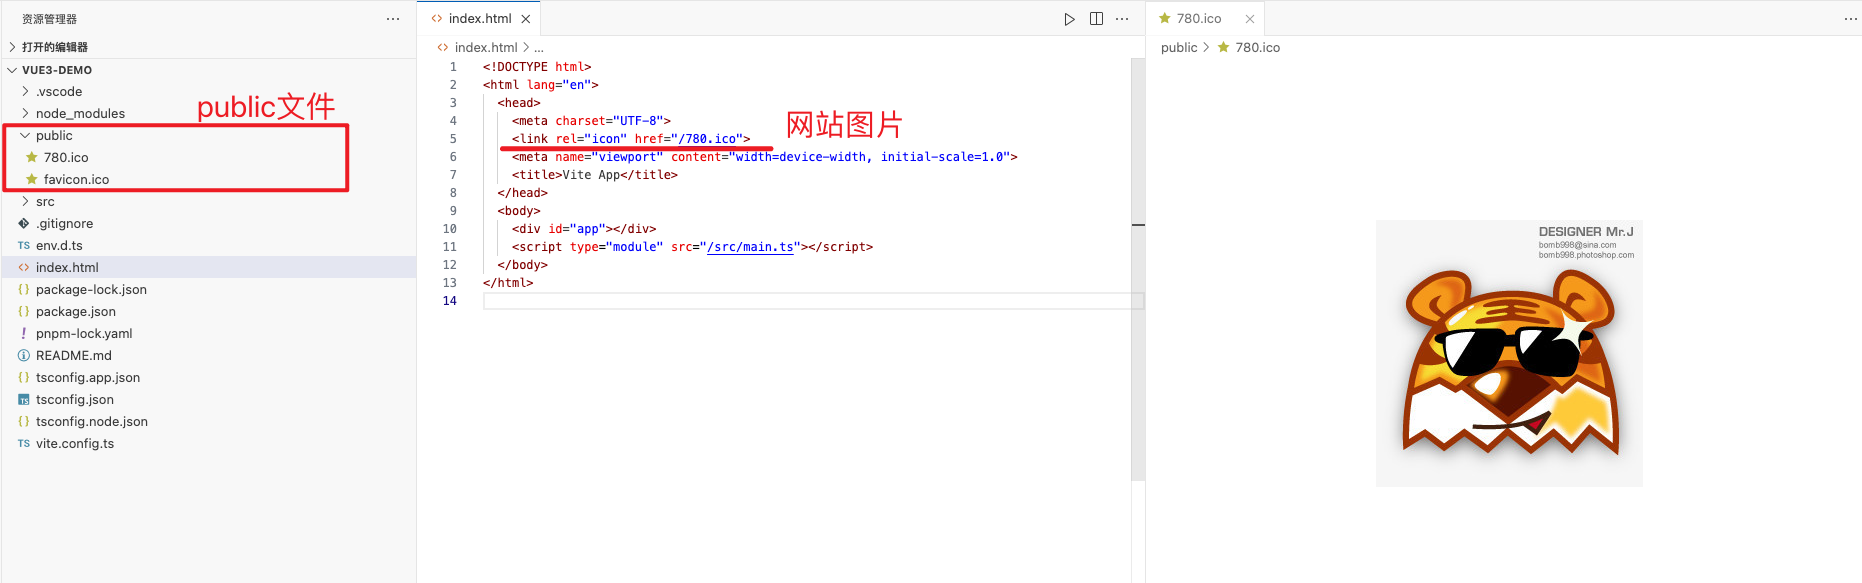 资源管理器
打开的编辑器
VUE3-DEMO
.vscode
node_modules
public
780.ico
favicon.ico
src
.gitignore
env.d.ts
index.html
package-lock.json
package.json
pnpm-lock.yaml
README.md
tsconfig.app.json
tsconfig.json
tsconfig.node.json
vite.config.ts
public文件
index.html
index.html > ...
1 <!DOCTYPE html>
2 <html lang="en">
3 <head>
4 <meta charset="UTF-8">
5 <link rel="icon" href="/780.ico">
6 <meta name="viewport" content="width=device-width, initial-scale=1.0">
7 <title>Vite App</title>
8 </head>
9 <body>
10 <div id="app"></div>
11 <script type="module" src="/src/main.ts"></script>
12 </body>
13 </html>
14
网站图片
780.ico
public > 780.ico
DESIGNER Mr.J
bomb998@sina.com
bomb998.photoshop.com